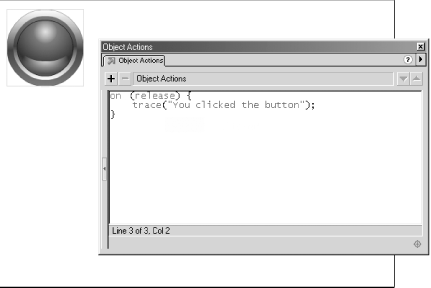 Object Actions
Object Actions
Object Actions
on (release) {
    trace("You clicked the button");
}
Line 3 of 3, Col 2